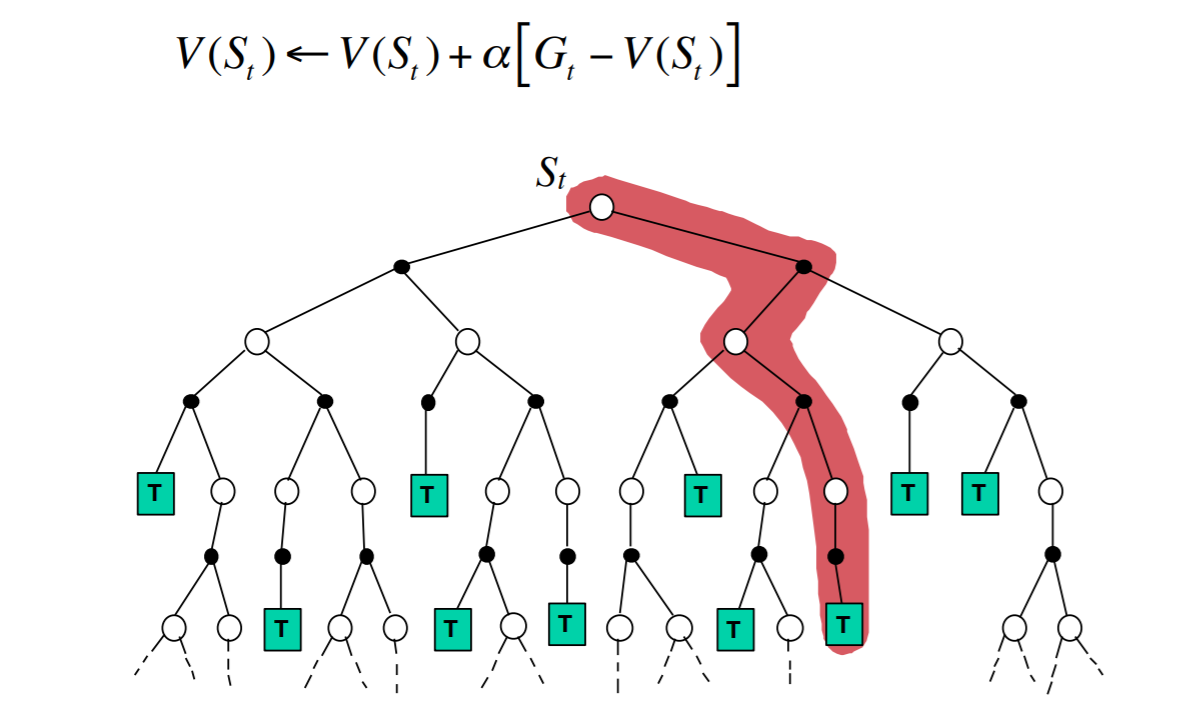 V(S_t) ← V(S_t) + α[G_t − V(S_t)]
S_t
T T T T T
T T T T T